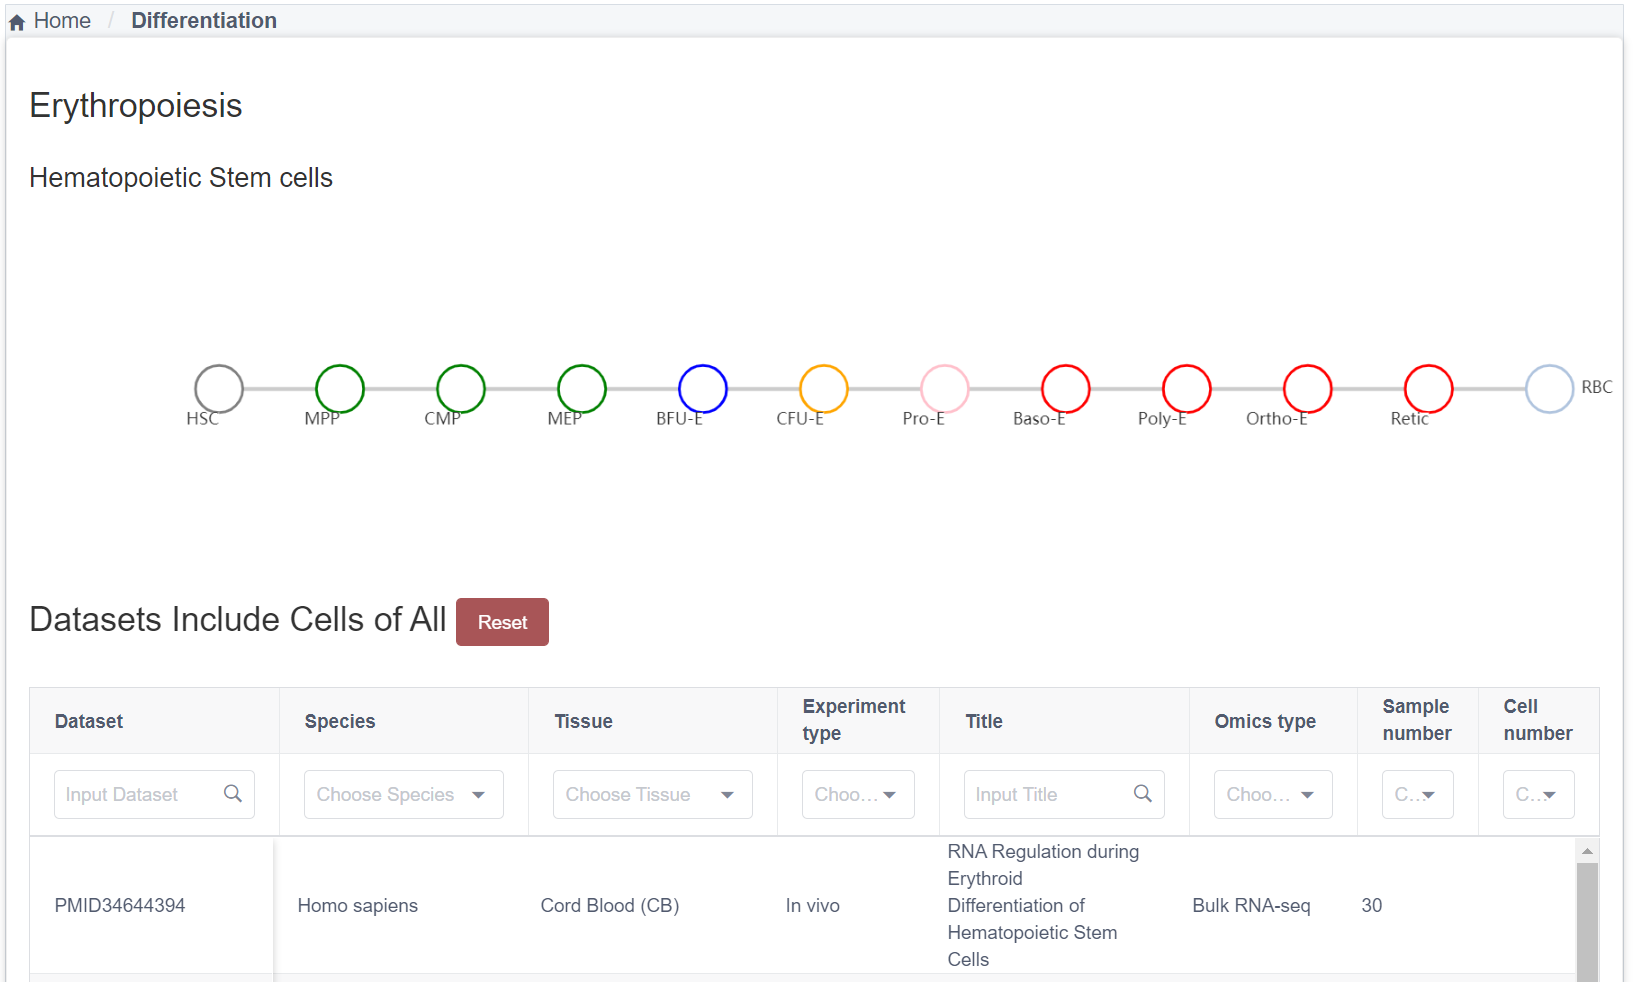 Home / Differentiation
Erythropoiesis
Hematopoietic Stem cells
HSC MPP CMP MEP BFU-E CFU-E Pro-E Baso-E Poly-E Ortho-E Retic RBC
Datasets Include Cells of All Reset
Dataset Species Tissue Experiment type Title Omics type Sample number Cell number
Input Dataset Choose Species Choose Tissue Choo... Input Title Choo... C... C...
PMID34644394 Homo sapiens Cord Blood (CB) In vivo
RNA Regulation during
Erythroid
Differentiation of
Hematopoietic Stem
Cells
Bulk RNA-seq 30